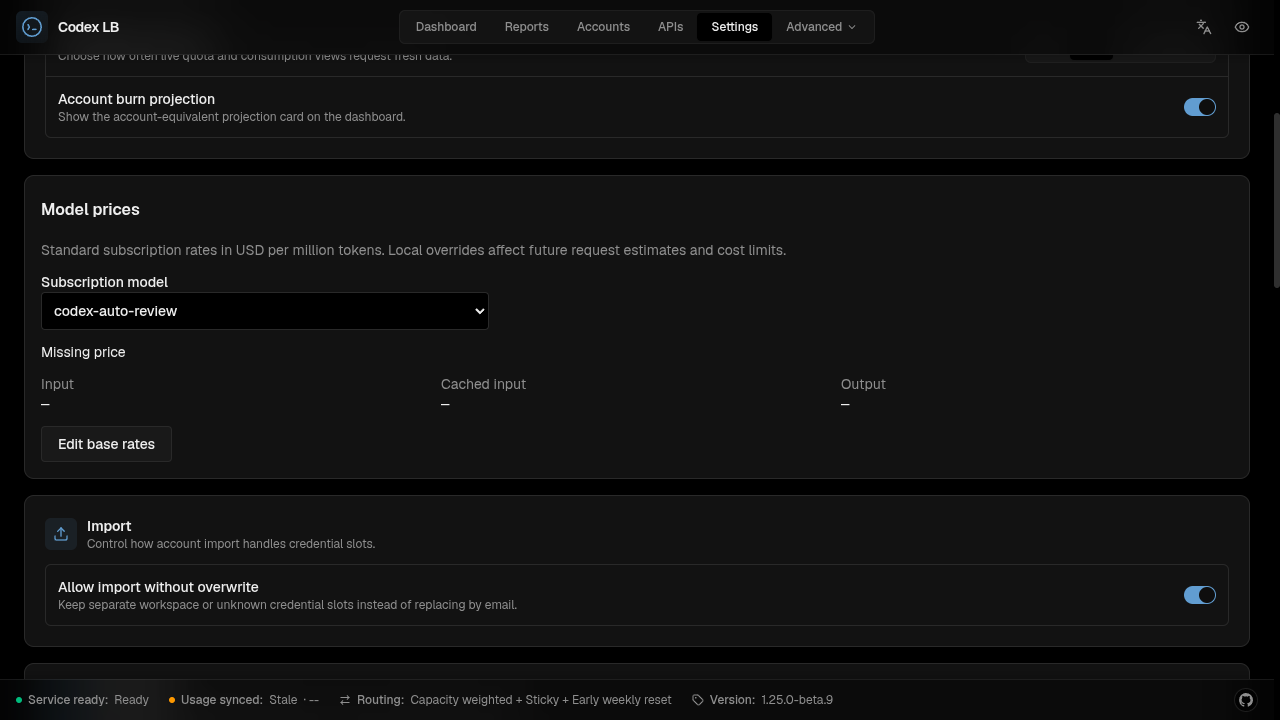 Codex LB
Dashboard
Reports
Accounts
APIs
Settings
Advanced
Choose how often live quota and consumption views request fresh data.
Account burn projection
Show the account-equivalent projection card on the dashboard.
Model prices
Standard subscription rates in USD per million tokens. Local overrides affect future request estimates and cost limits.
Subscription model
codex-auto-review
Missing price
Input
Cached input
Output
–
–
–
Edit base rates
Import
Control how account import handles credential slots.
Allow import without overwrite
Keep separate workspace or unknown credential slots instead of replacing by email.
Service ready: Ready
Usage synced: Stale · --
Routing: Capacity weighted + Sticky + Early weekly reset
Version: 1.25.0-beta.9